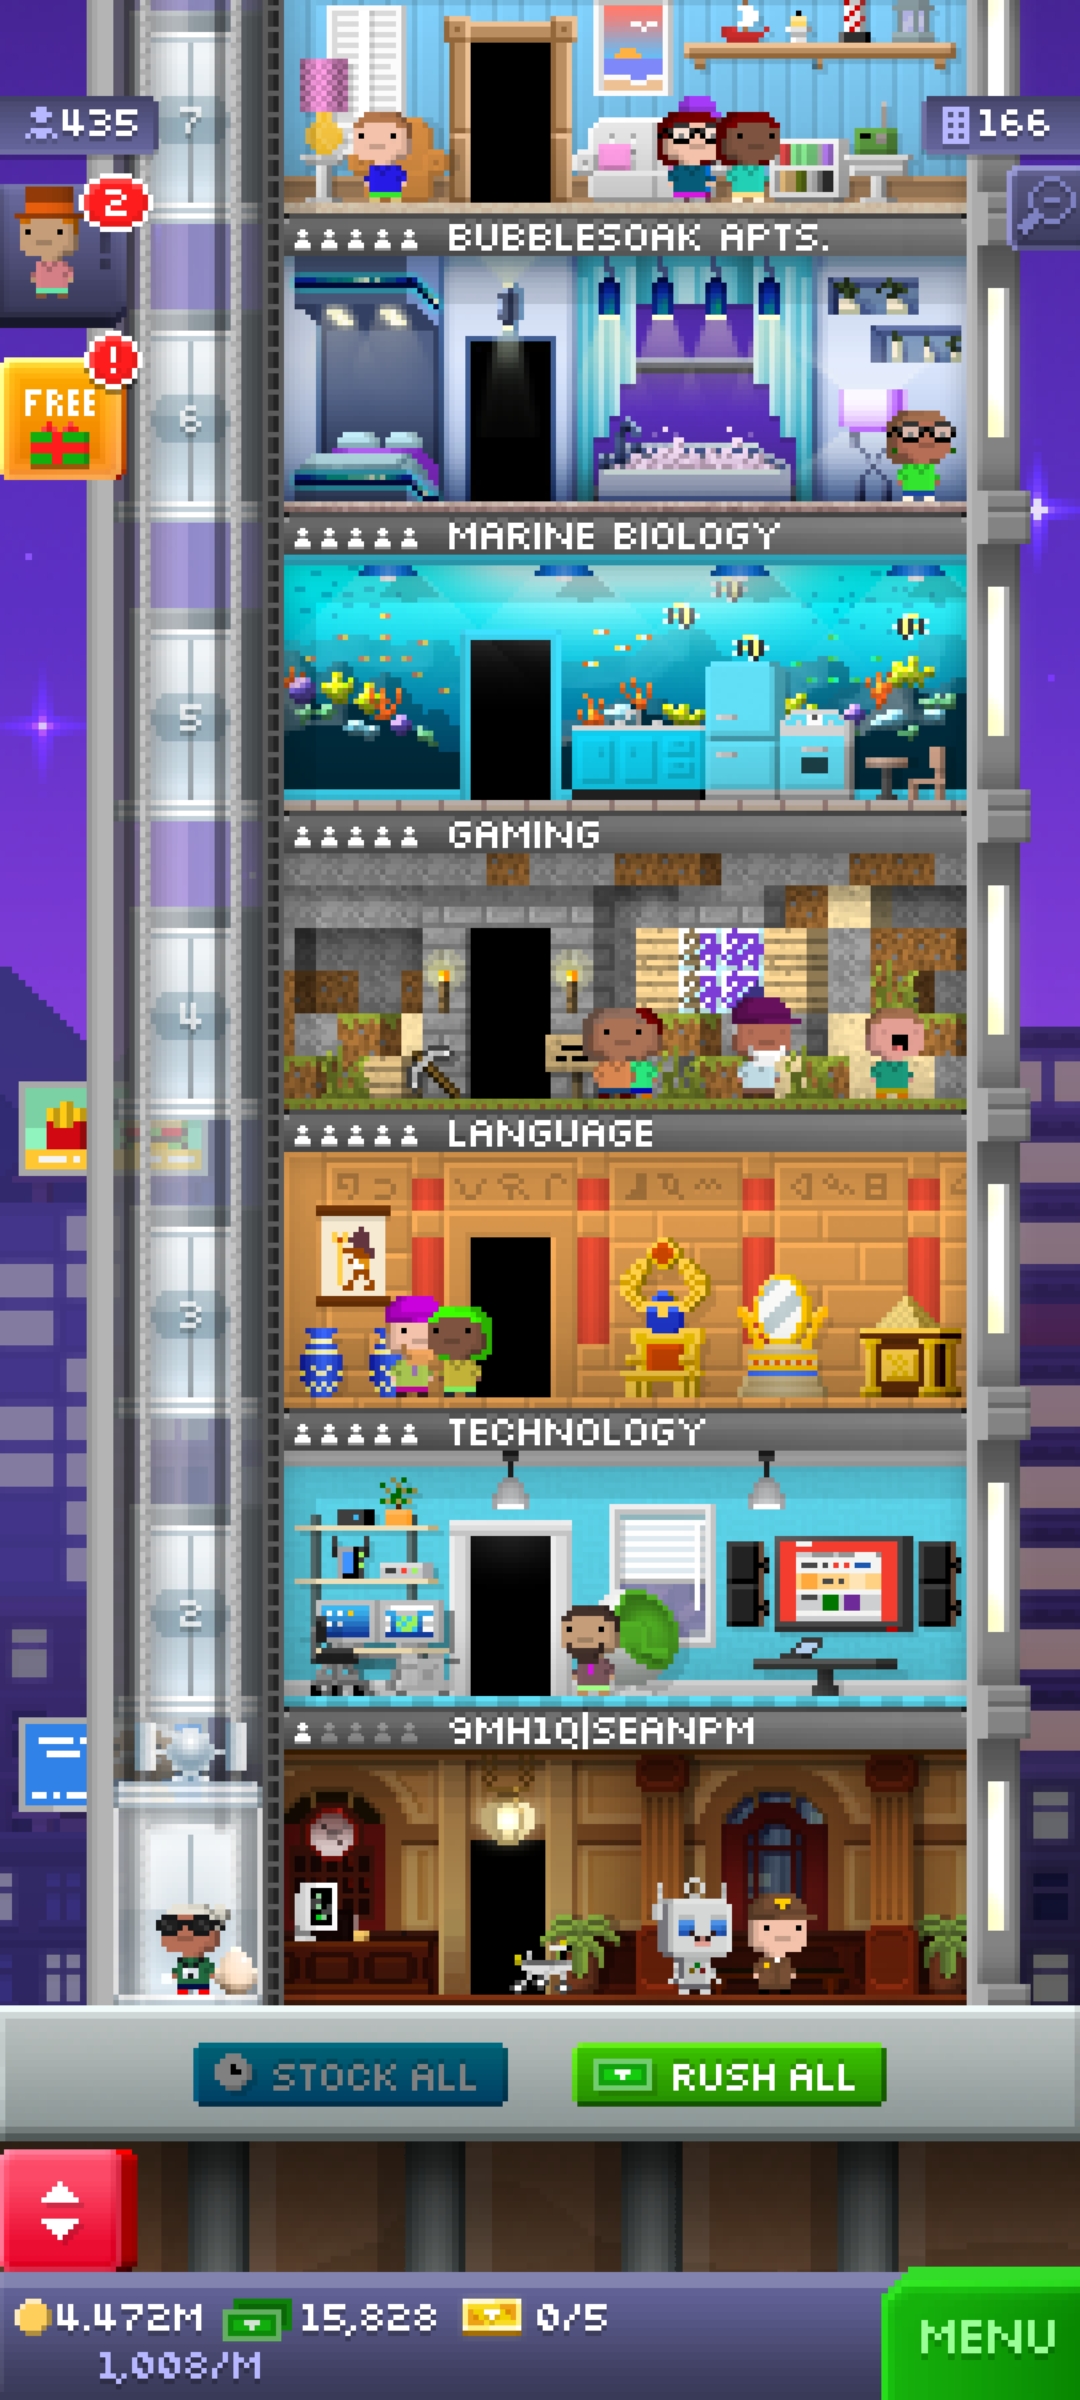 7
435
166
2
!
FREE
BUBBLESOAK APTS.
6
MARINE BIOLOGY
5
GAMING
4
LANGUAGE
3
TECHNOLOGY
2
9MH1Q|SEANPM
STOCK ALL
RUSH ALL
4.472M 15,828 0/5
1,008/M
MENU